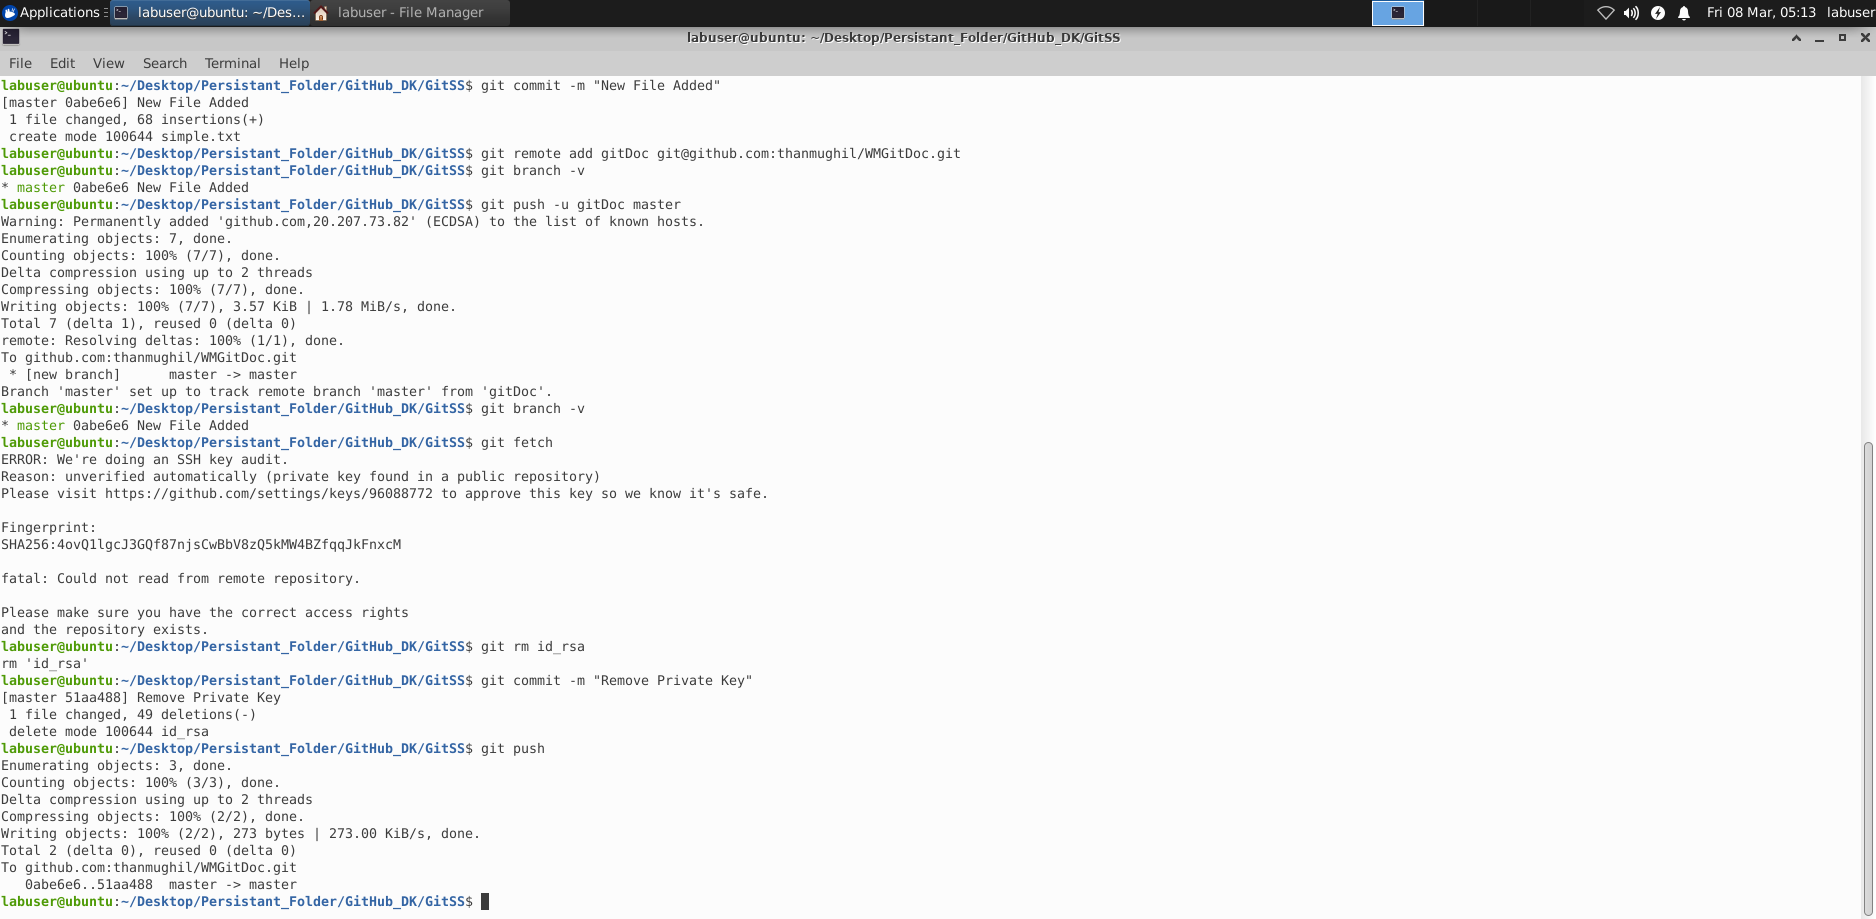 Applications
labuser@ubuntu: ~/Des...
labuser - File Manager
Fri 08 Mar, 05:13 labuser
labuser@ubuntu: ~/Desktop/Persistant_Folder/GitHub_DK/GitSS
File Edit View Search Terminal Help
labuser@ubuntu:~/Desktop/Persistant_Folder/GitHub_DK/GitSS$ git commit -m "New File Added"
[master 0abe6e6] New File Added
 1 file changed, 68 insertions(+)
 create mode 100644 simple.txt
labuser@ubuntu:~/Desktop/Persistant_Folder/GitHub_DK/GitSS$ git remote add gitDoc git@github.com:thanmughil/WMGitDoc.git
labuser@ubuntu:~/Desktop/Persistant_Folder/GitHub_DK/GitSS$ git branch -v
* master 0abe6e6 New File Added
labuser@ubuntu:~/Desktop/Persistant_Folder/GitHub_DK/GitSS$ git push -u gitDoc master
Warning: Permanently added 'github.com,20.207.73.82' (ECDSA) to the list of known hosts.
Enumerating objects: 7, done.
Counting objects: 100% (7/7), done.
Delta compression using up to 2 threads
Compressing objects: 100% (7/7), done.
Writing objects: 100% (7/7), 3.57 KiB | 1.78 MiB/s, done.
Total 7 (delta 1), reused 0 (delta 0)
remote: Resolving deltas: 100% (1/1), done.
To github.com:thanmughil/WMGitDoc.git
 * [new branch]      master -> master
Branch 'master' set up to track remote branch 'master' from 'gitDoc'.
labuser@ubuntu:~/Desktop/Persistant_Folder/GitHub_DK/GitSS$ git branch -v
* master 0abe6e6 New File Added
labuser@ubuntu:~/Desktop/Persistant_Folder/GitHub_DK/GitSS$ git fetch
ERROR: We're doing an SSH key audit.
Reason: unverified automatically (private key found in a public repository)
Please visit https://github.com/settings/keys/96088772 to approve this key so we know it's safe.
Fingerprint:
SHA256:4ovQ1lgcJ3GQf87njsCwBbV8zQ5kMW4BZfqqJkFnxcM
fatal: Could not read from remote repository.
Please make sure you have the correct access rights
and the repository exists.
labuser@ubuntu:~/Desktop/Persistant_Folder/GitHub_DK/GitSS$ git rm id_rsa
rm 'id_rsa'
labuser@ubuntu:~/Desktop/Persistant_Folder/GitHub_DK/GitSS$ git commit -m "Remove Private Key"
[master 51aa488] Remove Private Key
 1 file changed, 49 deletions(-)
 delete mode 100644 id_rsa
labuser@ubuntu:~/Desktop/Persistant_Folder/GitHub_DK/GitSS$ git push
Enumerating objects: 3, done.
Counting objects: 100% (3/3), done.
Delta compression using up to 2 threads
Compressing objects: 100% (2/2), done.
Writing objects: 100% (2/2), 273 bytes | 273.00 KiB/s, done.
Total 2 (delta 0), reused 0 (delta 0)
To github.com:thanmughil/WMGitDoc.git
   0abe6e6..51aa488  master -> master
labuser@ubuntu:~/Desktop/Persistant_Folder/GitHub_DK/GitSS$